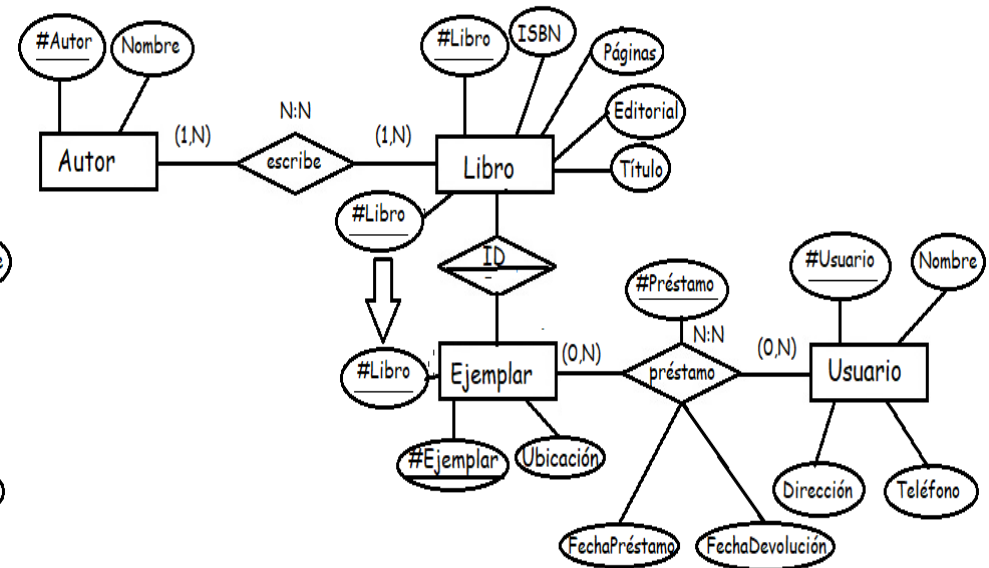 #Autor
Nombre
#Libro
ISBN
Páginas
Editorial
Título
N:N
(1,N)
(1,N)
Autor
escribe
Libro
#Libro
ID
#Libro
Ejemplar
#Ejemplar
Ubicación
(0,N)
#Préstamo
N:N
(0,N)
préstamo
#Usuario
Nombre
Usuario
Dirección
Teléfono
FechaPréstamo
FechaDevolución